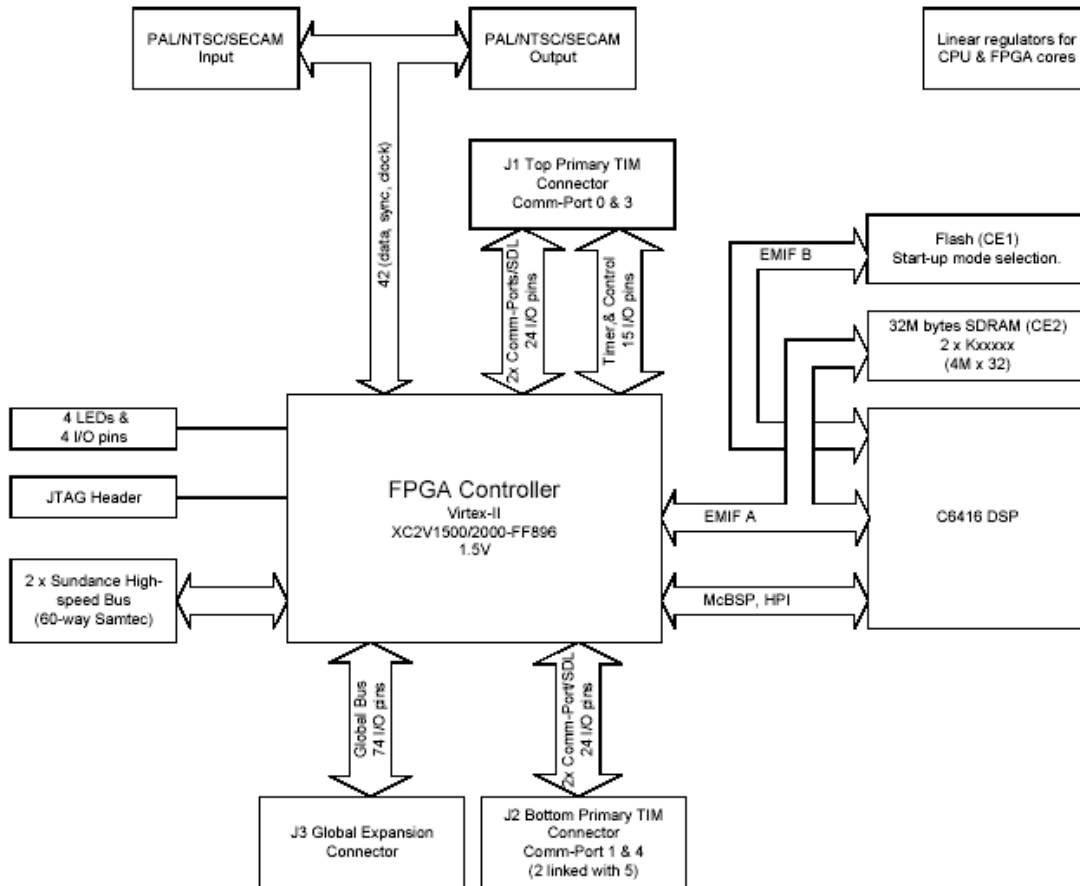 PAL/NTSC/SECAM
Input
PAL/NTSC/SECAM
Output
Linear regulators for
CPU & FPGA cores
42 (data, sync, clock)
J1 Top Primary TIM
Connector
Comm-Port 0 & 3
2x Comm-Ports/SDL
24 I/O pins
Timer & Control
15 I/O pins
EMIF B
Flash (CE1)
Start-up mode selection.
32M bytes SDRAM (CE2)
2 x Kxxxxx
(4M x 32)
4 LEDs &
4 I/O pins
JTAG Header
2 x Sundance High-
speed Bus
(60-way Samtec)
FPGA Controller
Virtex-II
XC2V1500/2000-FF896
1.5V
EMIF A
McBSP, HPI
C6416 DSP
Global Bus
74 I/O pins
2x Comm-Port/SDL
24 I/O pins
J3 Global Expansion
Connector
J2 Bottom Primary TIM
Connector
Comm-Port 1 & 4
(2 linked with 5)